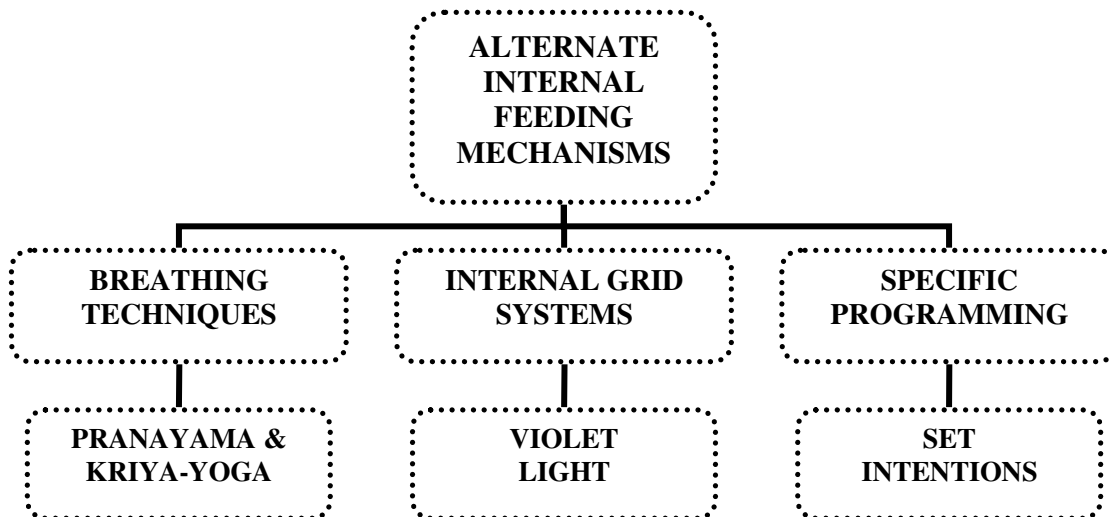 ALTERNATE
INTERNAL
FEEDING
MECHANISMS
BREATHING
TECHNIQUES
INTERNAL GRID
SYSTEMS
SPECIFIC
PROGRAMMING
PRANAYAMA &
KRIYA-YOGA
VIOLET
LIGHT
SET
INTENTIONS